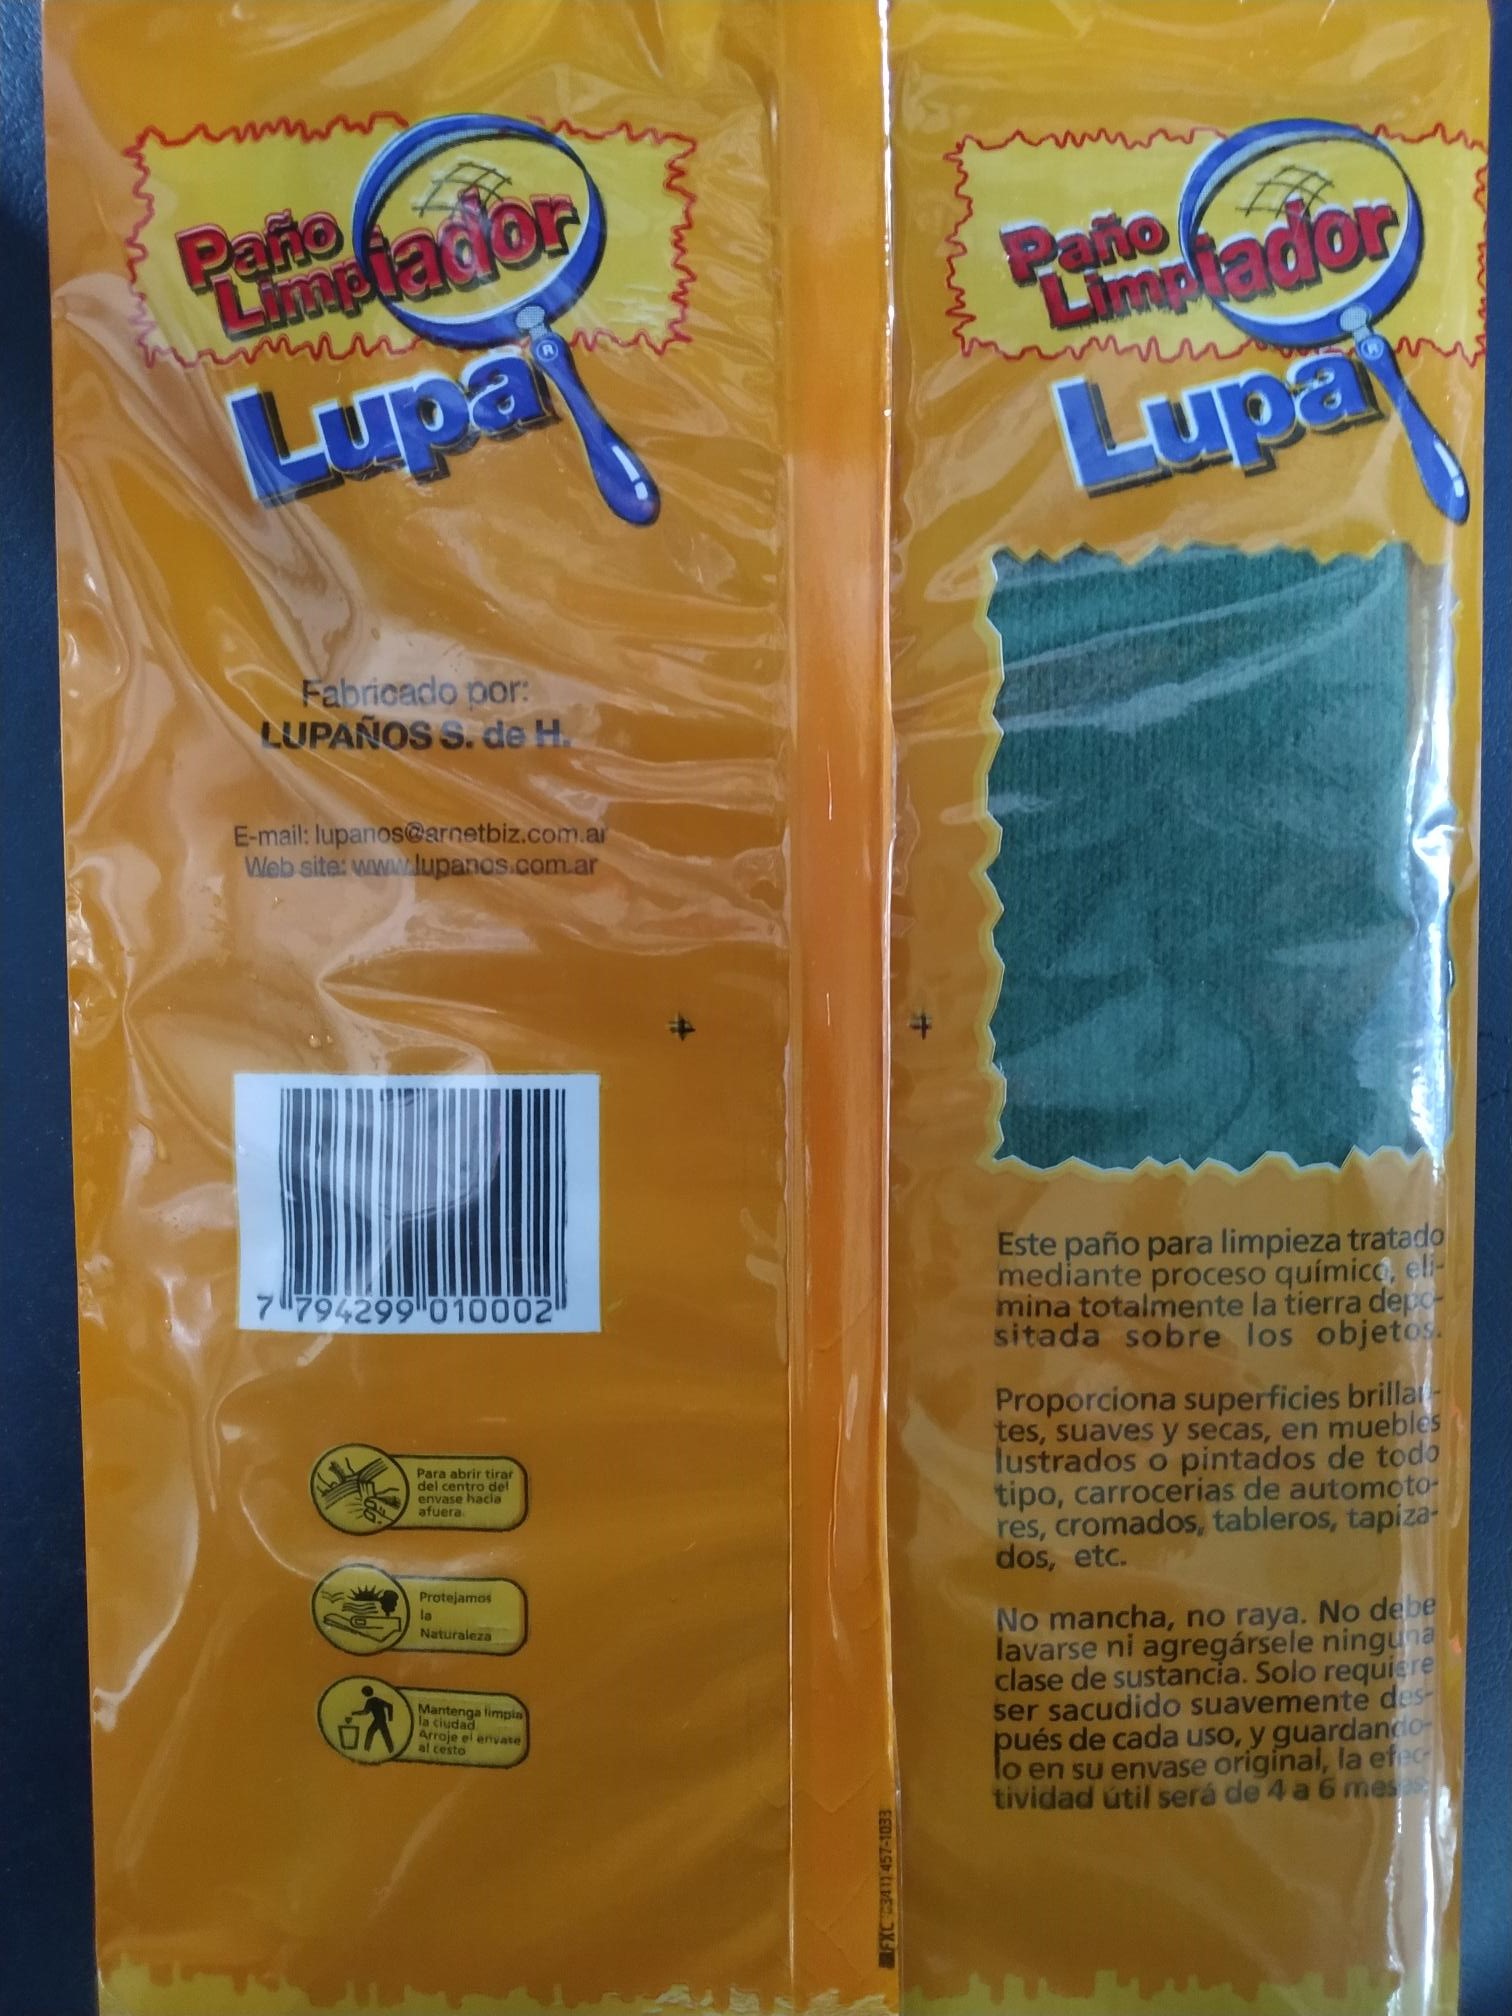 Paño
Limpiador
Lupa
®
Fabricado por:
LUPAÑOS S. de H.
E-mail: lupanos@arnetbiz.com.ar
Web site: www.lupanos.com.ar
7 794299 010002
Para abrir tirar
del centro del
envase hacia
afuera.
Protejamos
la
Naturaleza
Mantenga limpia
la ciudad.
Arroje el envase
al cesto
FXC (0341) 457-1033
Paño
Limpiador
Lupa
®
Este paño para limpieza tratado
mediante proceso químico, eli-
mina totalmente la tierra depo-
sitada sobre los objetos.
Proporciona superficies brillan-
tes, suaves y secas, en muebles
lustrados o pintados de todo
tipo, carrocerias de automoto-
res, cromados, tableros, tapiza-
dos, etc.
No mancha, no raya. No debe
lavarse ni agregársele ninguna
clase de sustancia. Solo requiere
ser sacudido suavemente des-
pués de cada uso, y guardando-
lo en su envase original, la efec-
tividad útil será de 4 a 6 meses.